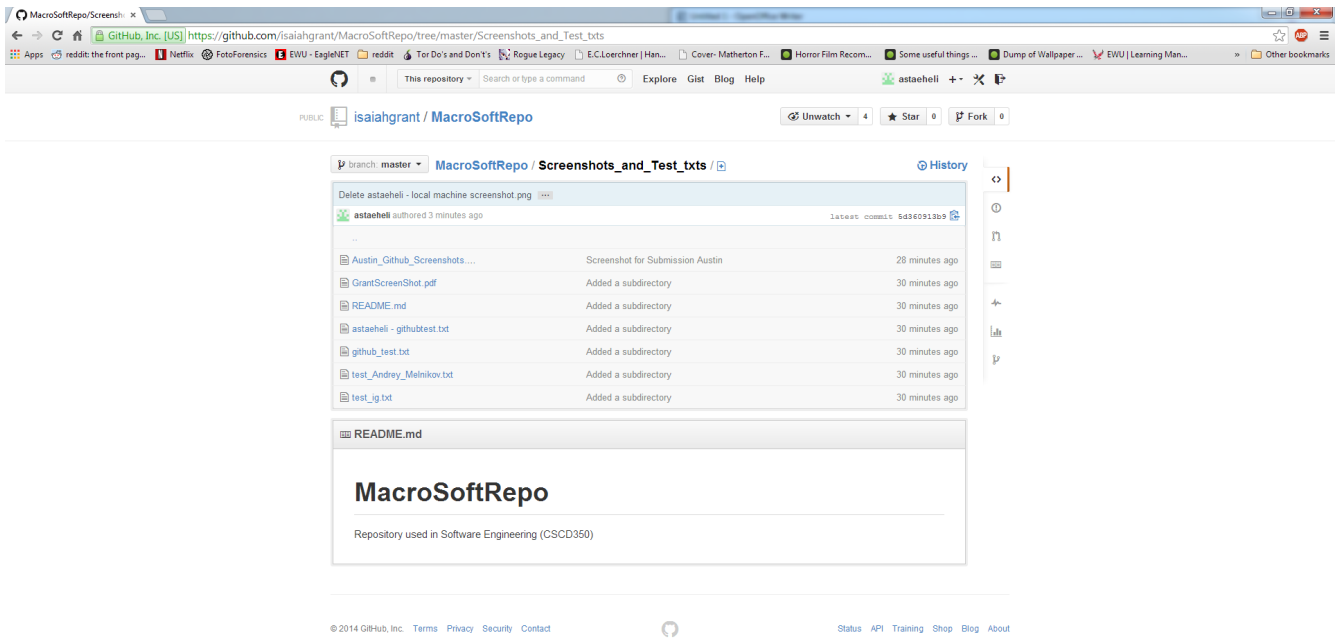 MacroSoftRepo/Screensh
Untitled 1 - OpenOffice Writer
GitHub, Inc. [US] https://github.com/isaiahgrant/MacroSoftRepo/tree/master/Screenshots_and_Test_txts
ABP
Apps reddit: the front pag... Netflix FotoForensics EWU - EagleNET reddit Tor Do's and Don't's Rogue Legacy E.C.Loerchner | Han... Cover- Matherton F... Horror Film Recom... Some useful things ... Dump of Wallpaper ... EWU | Learning Man... » Other bookmarks
This repository Search or type a command Explore Gist Blog Help astaeheli
PUBLIC isaiahgrant / MacroSoftRepo Unwatch 4 Star 0 Fork 0
branch: master MacroSoftRepo / Screenshots_and_Test_txts / History
Delete astaeheli - local machine screenshot.png ...
astaeheli authored 3 minutes ago latest commit 5d360913b9
..
Austin_Github_Screenshots.... Screenshot for Submission Austin 28 minutes ago
GrantScreenShot.pdf Added a subdirectory 30 minutes ago
README.md Added a subdirectory 30 minutes ago
astaeheli - githubtest.txt Added a subdirectory 30 minutes ago
github_test.txt Added a subdirectory 30 minutes ago
test_Andrey_Melnikov.txt Added a subdirectory 30 minutes ago
test_ig.txt Added a subdirectory 30 minutes ago
README.md
MacroSoftRepo
Repository used in Software Engineering (CSCD350)
© 2014 GitHub, Inc. Terms Privacy Security Contact Status API Training Shop Blog About